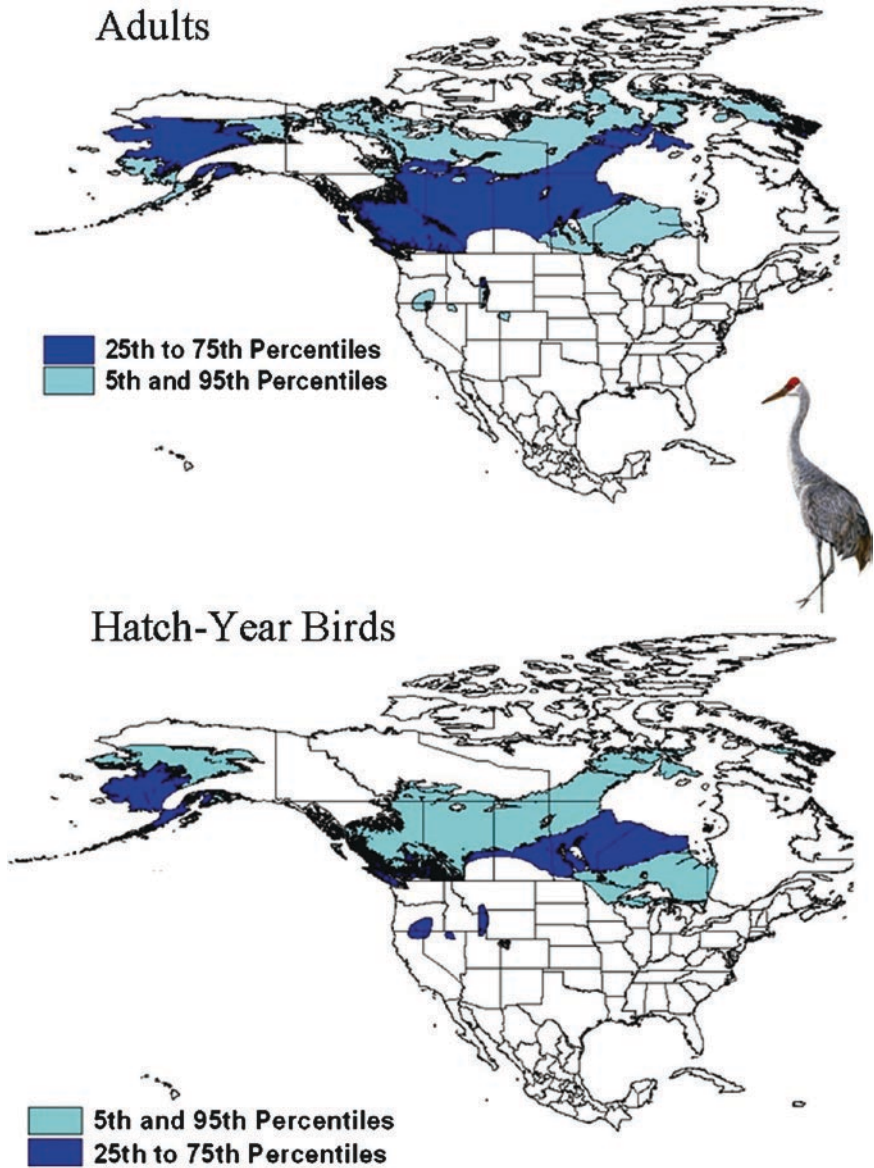 Adults
25th to 75th Percentiles
5th and 95th Percentiles
Hatch-Year Birds
5th and 95th Percentiles
25th to 75th Percentiles